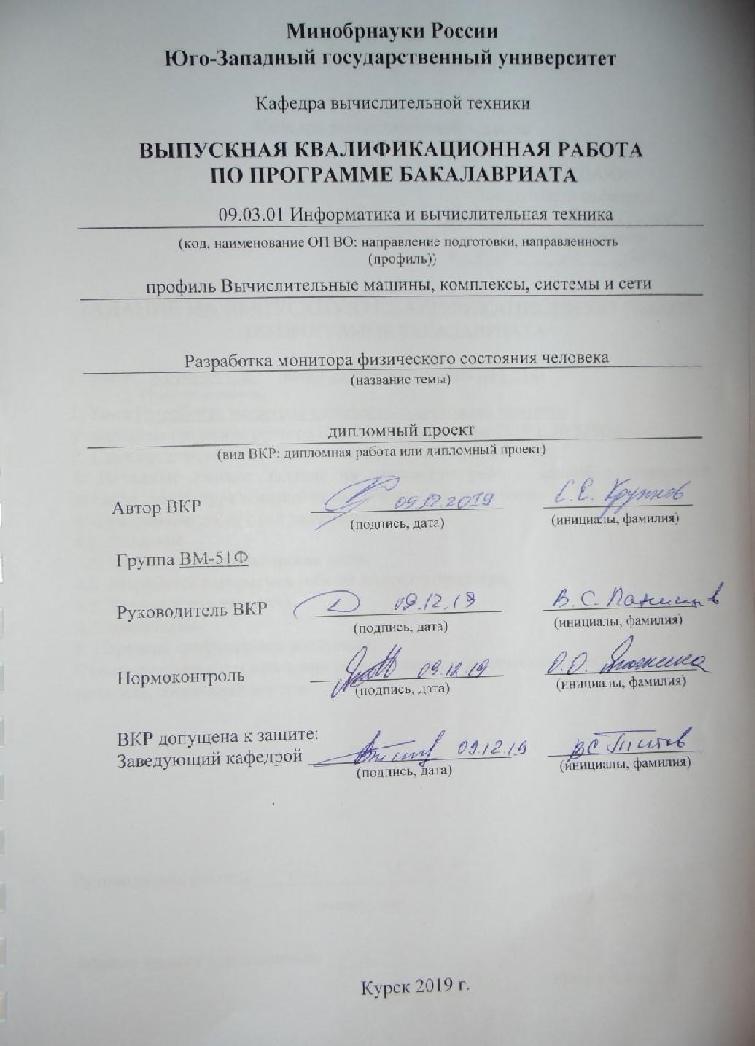 Минобрнауки России
Юго-Западный государственный университет
Кафедра вычислительной техники
ВЫПУСКНАЯ КВАЛИФИКАЦИОННАЯ РАБОТА
ПО ПРОГРАММЕ БАКАЛАВРИАТА
09.03.01 Информатика и вычислительная техника
(код, наименование ОП ВО: направление подготовки, направленность
(профиль))
профиль Вычислительные машины, комплексы, системы и сети
Разработка монитора физического состояния человека
(название темы)
дипломный проект
(вид ВКР: дипломная работа или дипломный проект)
Автор ВКР 09.12.2019 С.Е.
(подпись, дата) (инициалы, фамилия)
Группа ВМ-51Ф
Руководитель ВКР 09.12.19 В.С.
(подпись, дата) (инициалы, фамилия)
Нормоконтроль 09.12.19 О.О.
(подпись, дата) (инициалы, фамилия)
ВКР допущена к защите:
Заведующий кафедрой 09.12.19 В.С. Титов
(подпись, дата) (инициалы, фамилия)
Курск 2019 г.